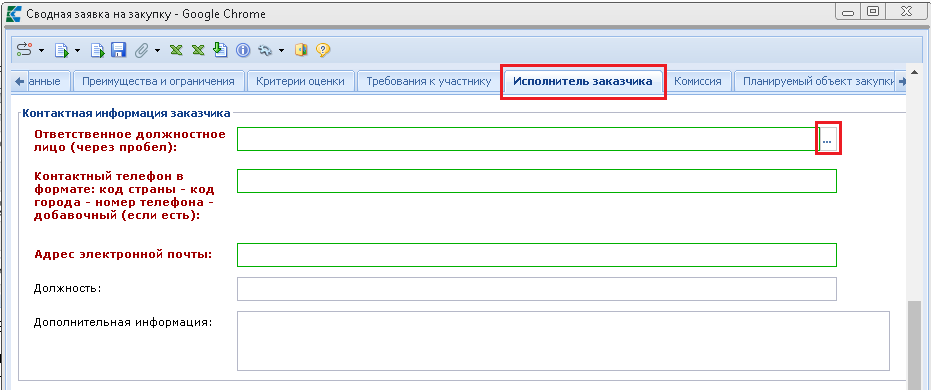 Сводная заявка на закупку - Google Chrome
анные Преимущества и ограничения Критерии оценки Требования к участнику Исполнитель заказчика Комиссия Планируемый объект закупки
Контактная информация заказчика
Ответственное должностное
лицо (через пробел):
...
Контактный телефон в
формате: код страны - код
города - номер телефона -
добавочный (если есть):
Адрес электронной почты:
Должность:
Дополнительная информация: